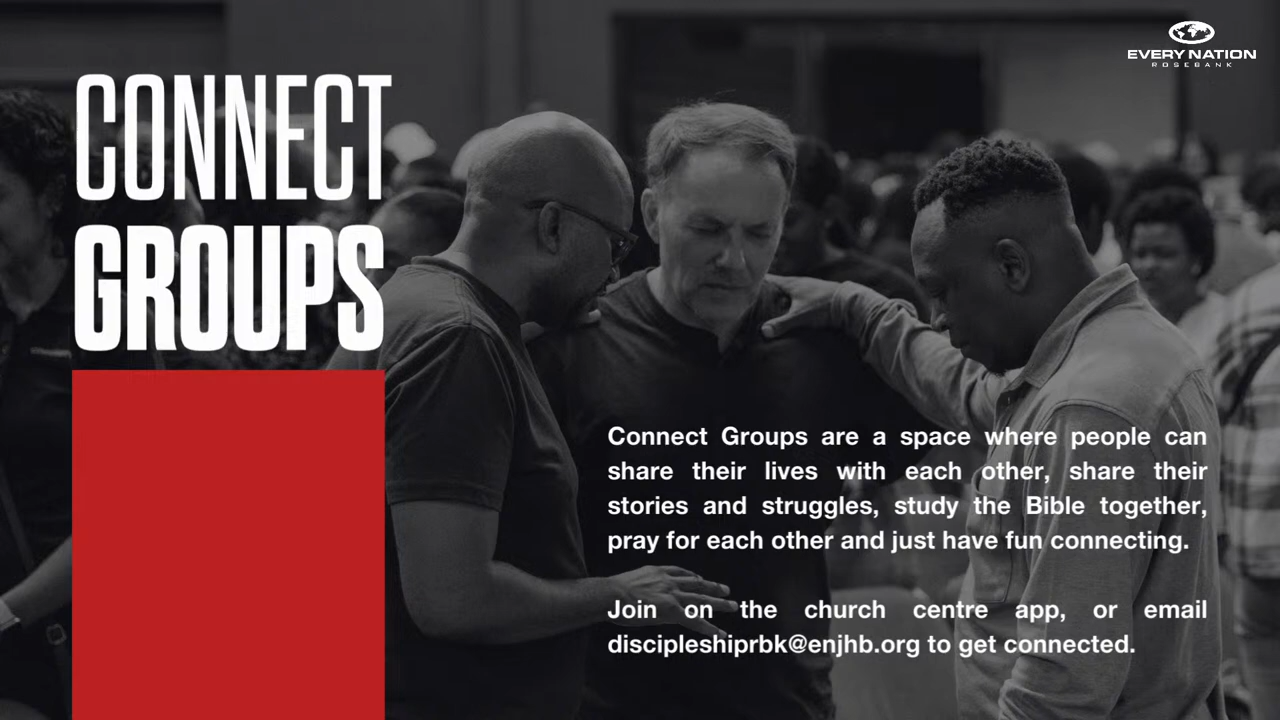 EVERY NATION
ROSEBANK
CONNECT
GROUPS
Connect Groups are a space where people can
share their lives with each other, share their
stories and struggles, study the Bible together,
pray for each other and just have fun connecting.
Join on the church centre app, or email
discipleshiprbk@enjhb.org to get connected.